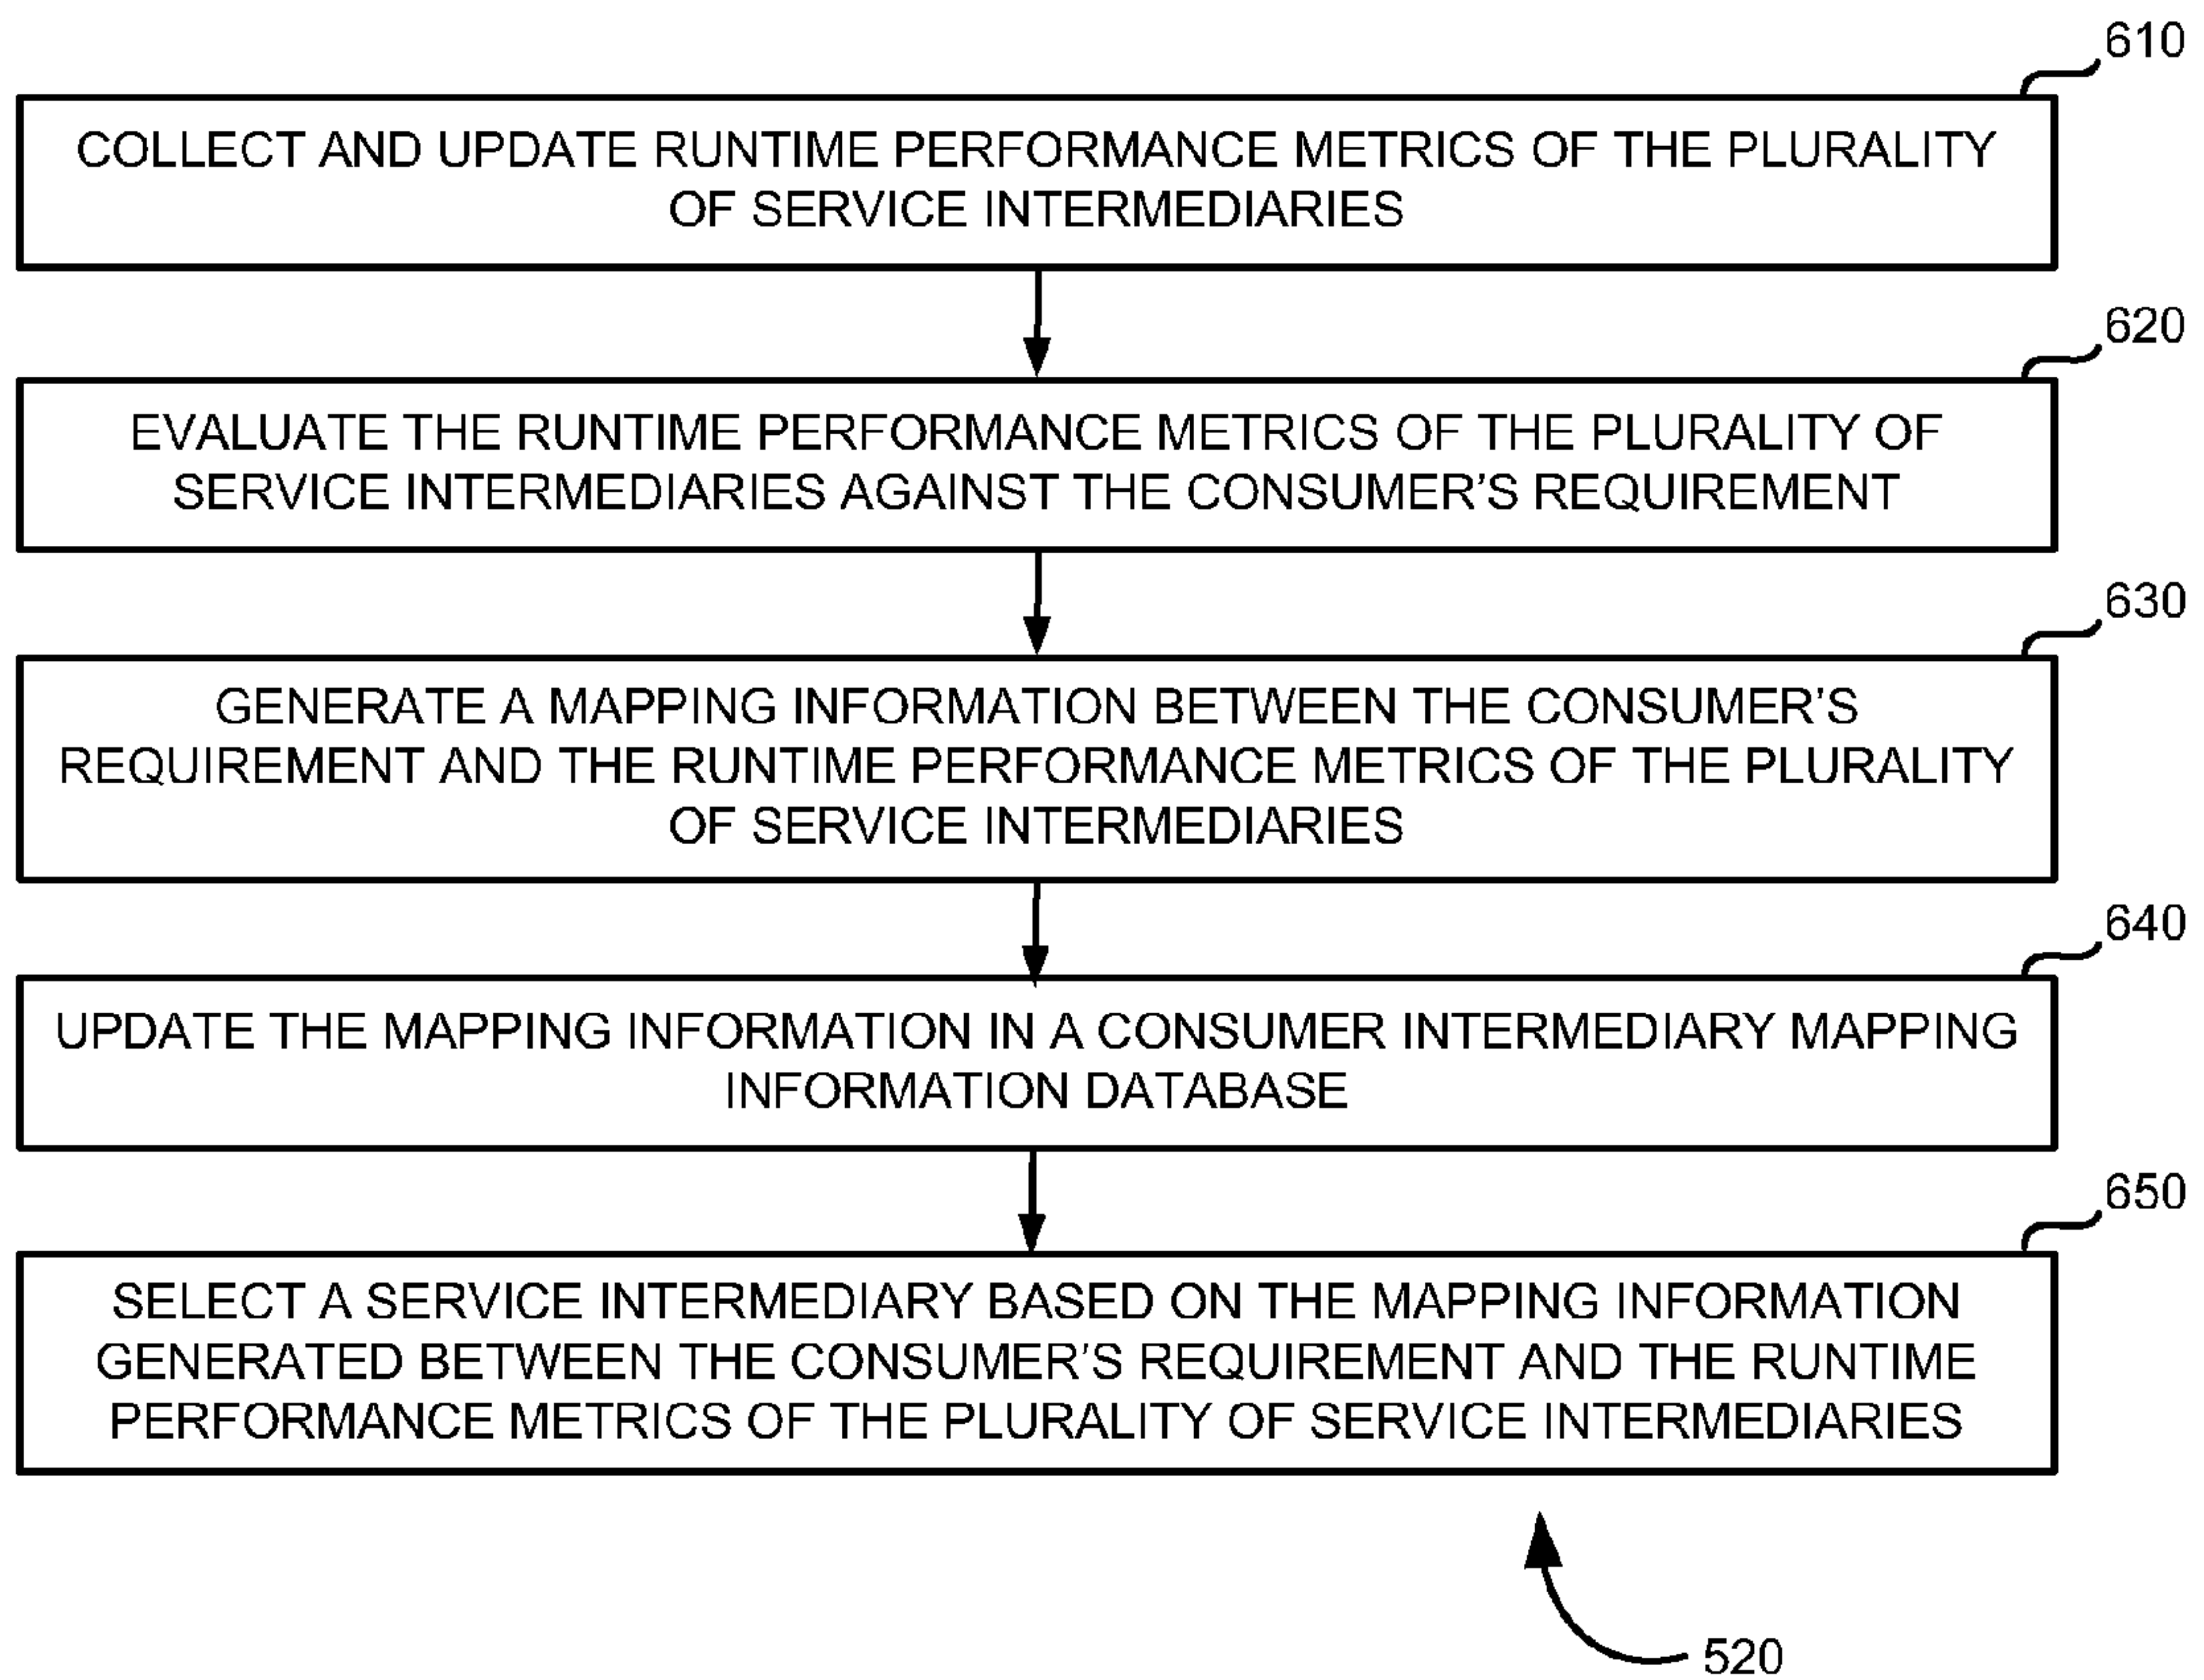 610
COLLECT AND UPDATE RUNTIME PERFORMANCE METRICS OF THE PLURALITY
OF SERVICE INTERMEDIARIES
620
EVALUATE THE RUNTIME PERFORMANCE METRICS OF THE PLURALITY OF
SERVICE INTERMEDIARIES AGAINST THE CONSUMER'S REQUIREMENT
630
GENERATE A MAPPING INFORMATION BETWEEN THE CONSUMER'S
REQUIREMENT AND THE RUNTIME PERFORMANCE METRICS OF THE PLURALITY
OF SERVICE INTERMEDIARIES
640
UPDATE THE MAPPING INFORMATION IN A CONSUMER INTERMEDIARY MAPPING
INFORMATION DATABASE
650
SELECT A SERVICE INTERMEDIARY BASED ON THE MAPPING INFORMATION
GENERATED BETWEEN THE CONSUMER'S REQUIREMENT AND THE RUNTIME
PERFORMANCE METRICS OF THE PLURALITY OF SERVICE INTERMEDIARIES
520